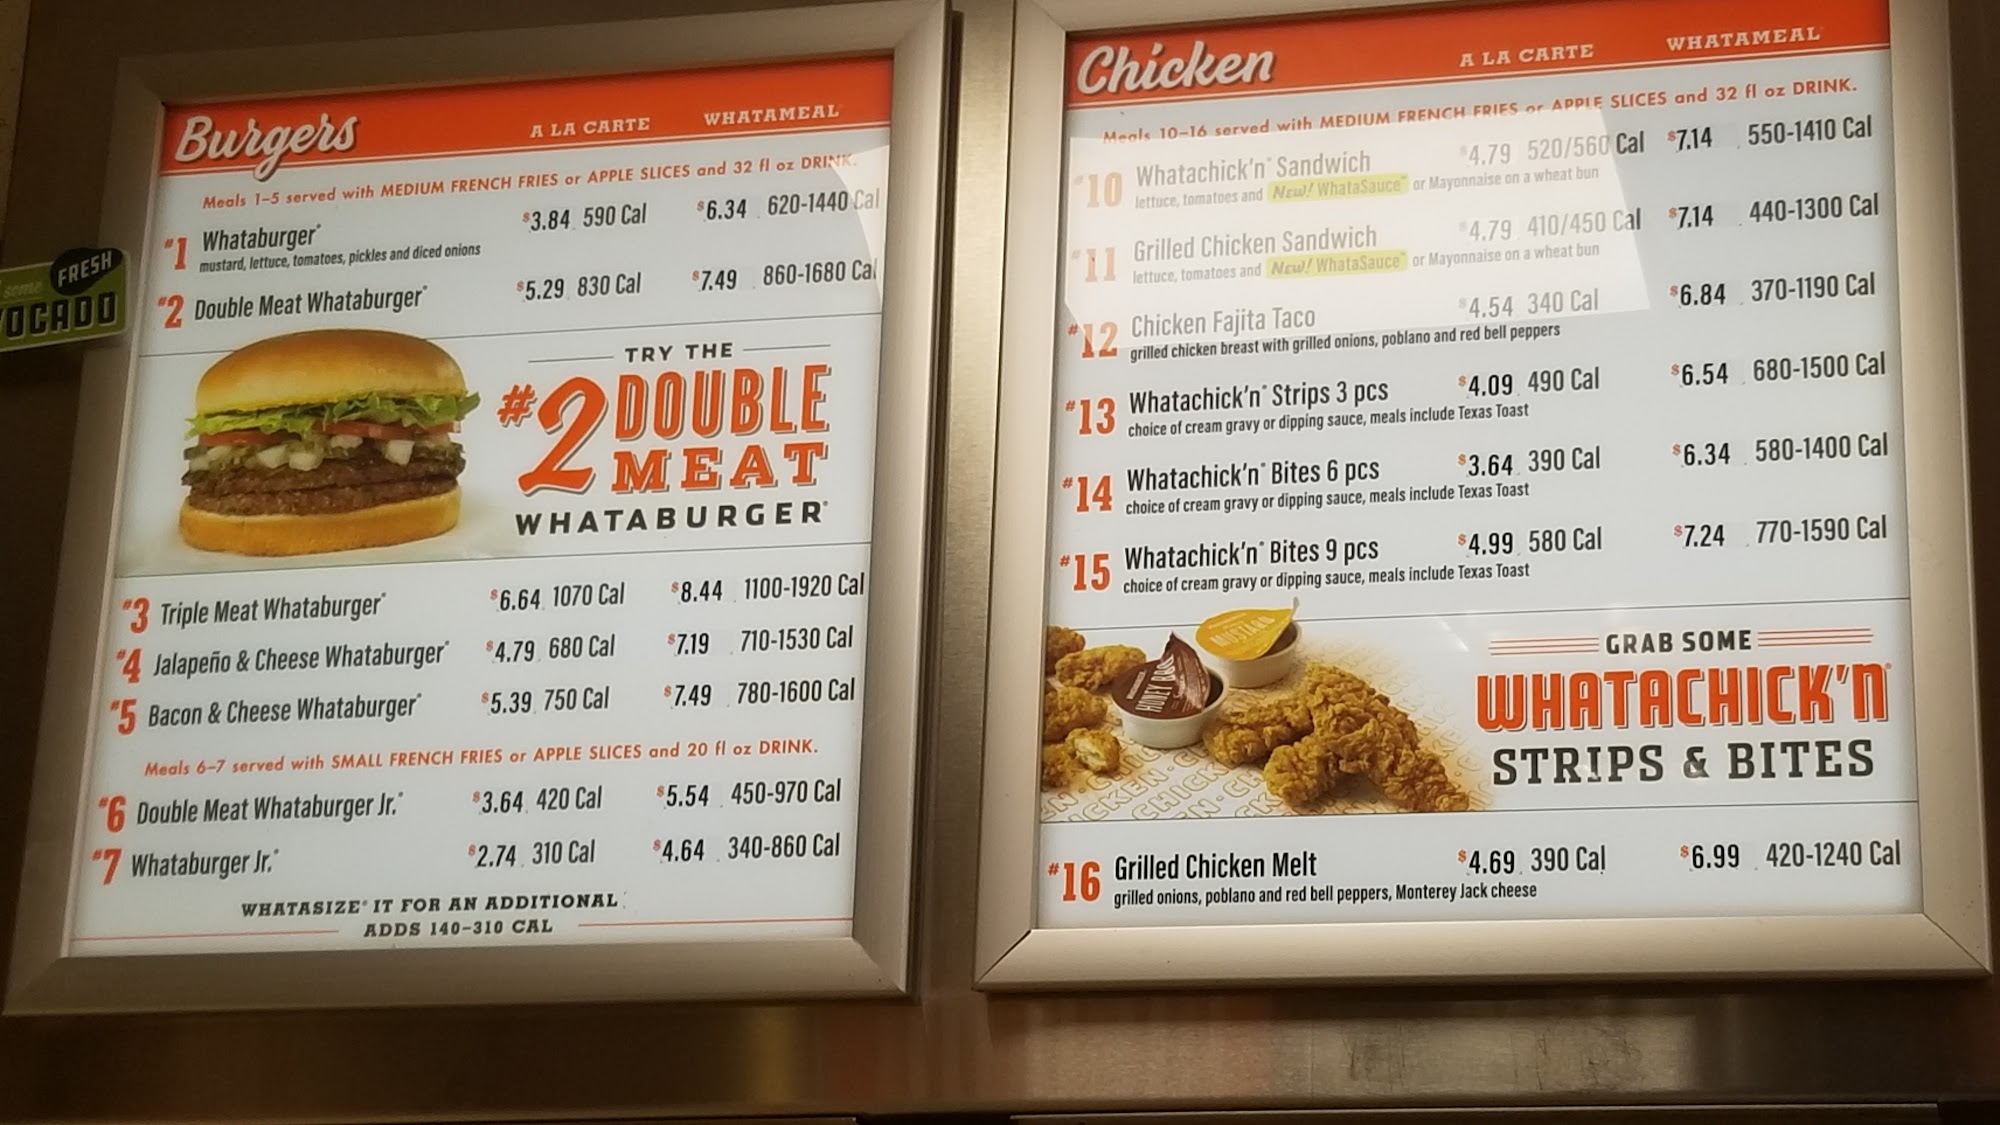 some FRESH
OCADO
Burgers A LA CARTE WHATAMEAL
Meals 1–5 served with MEDIUM FRENCH FRIES or APPLE SLICES and 32 fl oz DRINK.
#1 Whataburger® $3.84 590 Cal $6.34 620-1440 Cal
mustard, lettuce, tomatoes, pickles and diced onions
#2 Double Meat Whataburger® $5.29 830 Cal $7.49 860-1680 Cal
TRY THE
#2 DOUBLE
MEAT
WHATABURGER®
#3 Triple Meat Whataburger® $6.64 1070 Cal $8.44 1100-1920 Cal
#4 Jalapeño & Cheese Whataburger® $4.79 680 Cal $7.19 710-1530 Cal
#5 Bacon & Cheese Whataburger® $5.39 750 Cal $7.49 780-1600 Cal
Meals 6–7 served with SMALL FRENCH FRIES or APPLE SLICES and 20 fl oz DRINK.
#6 Double Meat Whataburger Jr.® $3.64 420 Cal $5.54 450-970 Cal
#7 Whataburger Jr.® $2.74 310 Cal $4.64 340-860 Cal
WHATASIZE® IT FOR AN ADDITIONAL
ADDS 140–310 CAL
Chicken A LA CARTE WHATAMEAL
Meals 10–16 served with MEDIUM FRENCH FRIES or APPLE SLICES and 32 fl oz DRINK.
#10 Whatachick'n® Sandwich $4.79 520/560 Cal $7.14 550-1410 Cal
lettuce, tomatoes and New! WhataSauce™ or Mayonnaise on a wheat bun
#11 Grilled Chicken Sandwich $4.79 410/450 Cal $7.14 440-1300 Cal
lettuce, tomatoes and New! WhataSauce™ or Mayonnaise on a wheat bun
#12 Chicken Fajita Taco $4.54 340 Cal $6.84 370-1190 Cal
grilled chicken breast with grilled onions, poblano and red bell peppers
#13 Whatachick'n® Strips 3 pcs $4.09 490 Cal $6.54 680-1500 Cal
choice of cream gravy or dipping sauce, meals include Texas Toast
#14 Whatachick'n® Bites 6 pcs $3.64 390 Cal $6.34 580-1400 Cal
choice of cream gravy or dipping sauce, meals include Texas Toast
#15 Whatachick'n® Bites 9 pcs $4.99 580 Cal $7.24 770-1590 Cal
choice of cream gravy or dipping sauce, meals include Texas Toast
MUSTARD
HONEY BBQ
GRAB SOME
WHATACHICK'N®
STRIPS & BITES
#16 Grilled Chicken Melt $4.69 390 Cal $6.99 420-1240 Cal
grilled onions, poblano and red bell peppers, Monterey Jack cheese